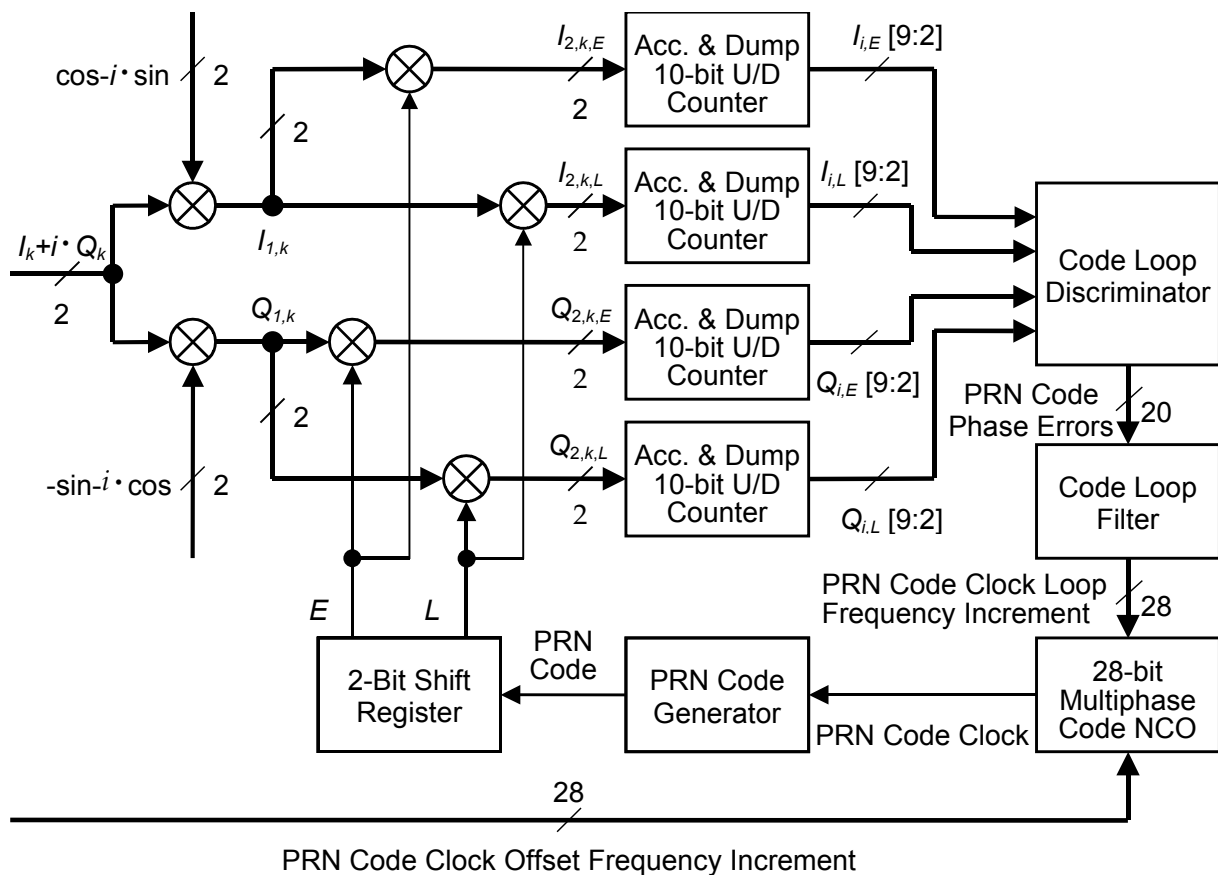 cos-i·sin
2
I2,k,E
2
Acc. & Dump
10-bit U/D
Counter
Ii,E [9:2]
2
I2,k,L
2
Acc. & Dump
10-bit U/D
Counter
Ii,L [9:2]
Ik+i·Qk
2
I1,k
Code Loop
Discriminator
Q1,k
Q2,k,E
2
Acc. & Dump
10-bit U/D
Counter
Qi,E [9:2]
2
PRN Code
Phase Errors
20
-sin-i·cos
2
Q2,k,L
2
Acc. & Dump
10-bit U/D
Counter
Qi,L [9:2]
Code Loop
Filter
PRN Code Clock Loop
Frequency Increment
28
E
L
2-Bit Shift
Register
PRN
Code
PRN Code
Generator
PRN Code Clock
28-bit
Multiphase
Code NCO
28
PRN Code Clock Offset Frequency Increment